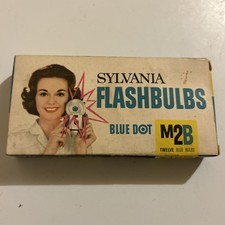 SYLVANIA
FLASHBULBS
BLUE DOT
M2B
TWELVE BLUE BULBS